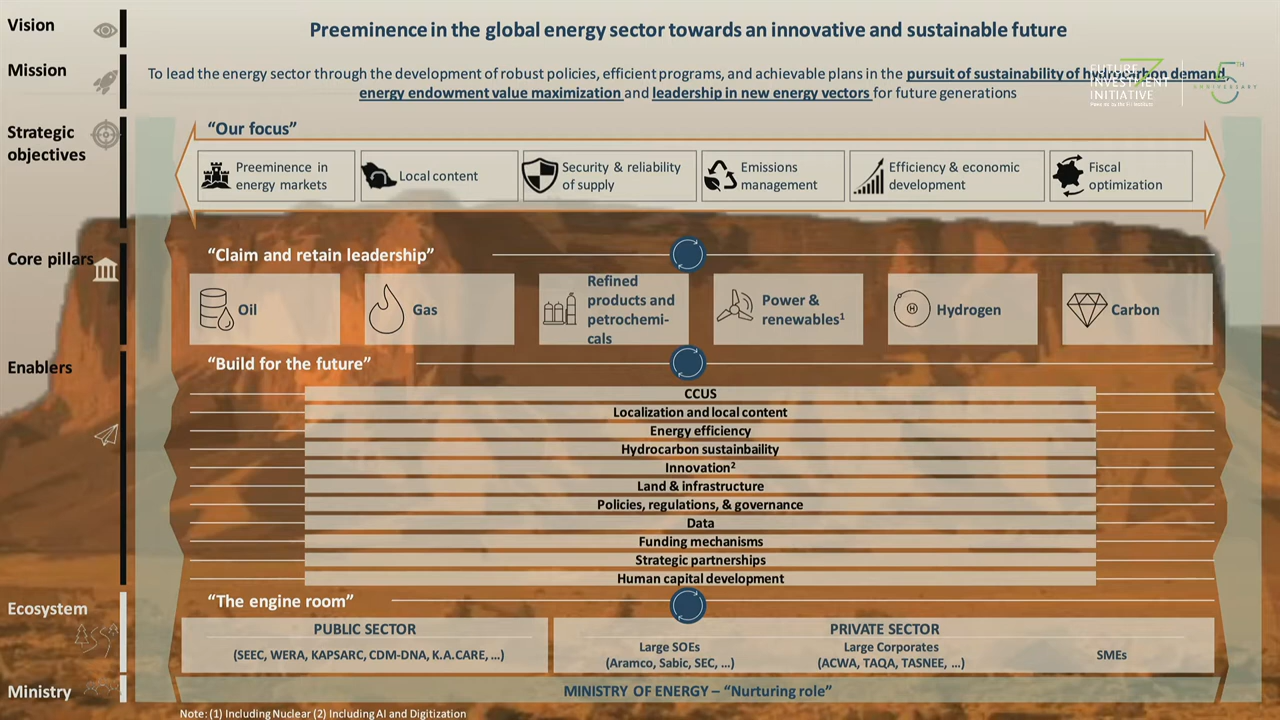 Vision
Preeminence in the global energy sector towards an innovative and sustainable future
Mission
To lead the energy sector through the development of robust policies, efficient programs, and achievable plans in the pursuit of sustainability of hydrocarbon demand,
energy endowment value maximization and leadership in new energy vectors for future generations
FUTURE
INVESTMENT
INITIATIVE
5TH
ANNIVERSARY
Strategic
objectives
“Our focus”
Preeminence in
energy markets
Local content
Security & reliability
of supply
Emissions
management
Efficiency & economic
development
Fiscal
optimization
Core pillars
“Claim and retain leadership”
Oil
Gas
Refined
products and
petrochemi-
cals
Power &
renewables¹
H
Hydrogen
Carbon
Enablers
“Build for the future”
CCUS
Localization and local content
Energy efficiency
Hydrocarbon sustainbaility
Innovation²
Land & infrastructure
Policies, regulations, & governance
Data
Funding mechanisms
Strategic partnerships
Human capital development
Ecosystem
“The engine room”
PUBLIC SECTOR
(SEEC, WERA, KAPSARC, CDM-DNA, K.A.CARE, …)
PRIVATE SECTOR
Large SOEs
(Aramco, Sabic, SEC, …)
Large Corporates
(ACWA, TAQA, TASNEE, …)
SMEs
Ministry
MINISTRY OF ENERGY – “Nurturing role”
Note: (1) Including Nuclear (2) Including AI and Digitization